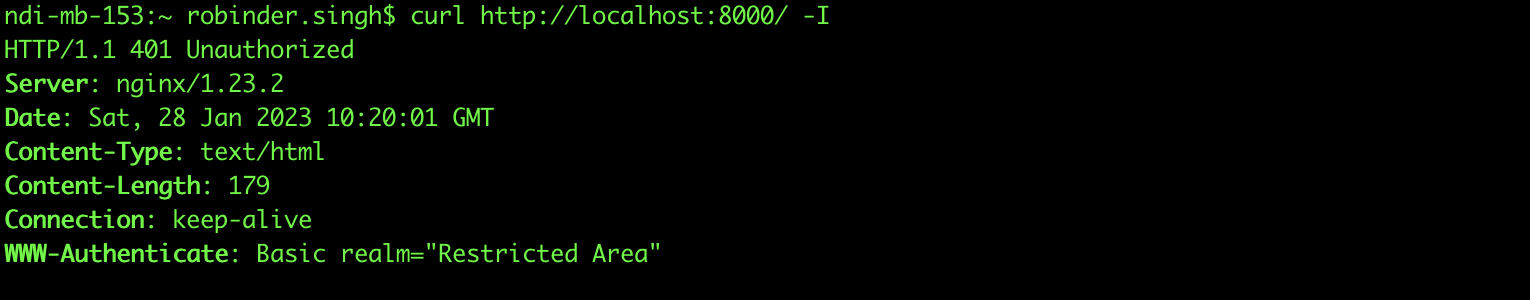 ndi-mb-153:~ robinder.singh$ curl http://localhost:8000/ -I
HTTP/1.1 401 Unauthorized
Server: nginx/1.23.2
Date: Sat, 28 Jan 2023 10:20:01 GMT
Content-Type: text/html
Content-Length: 179
Connection: keep-alive
WWW-Authenticate: Basic realm="Restricted Area"